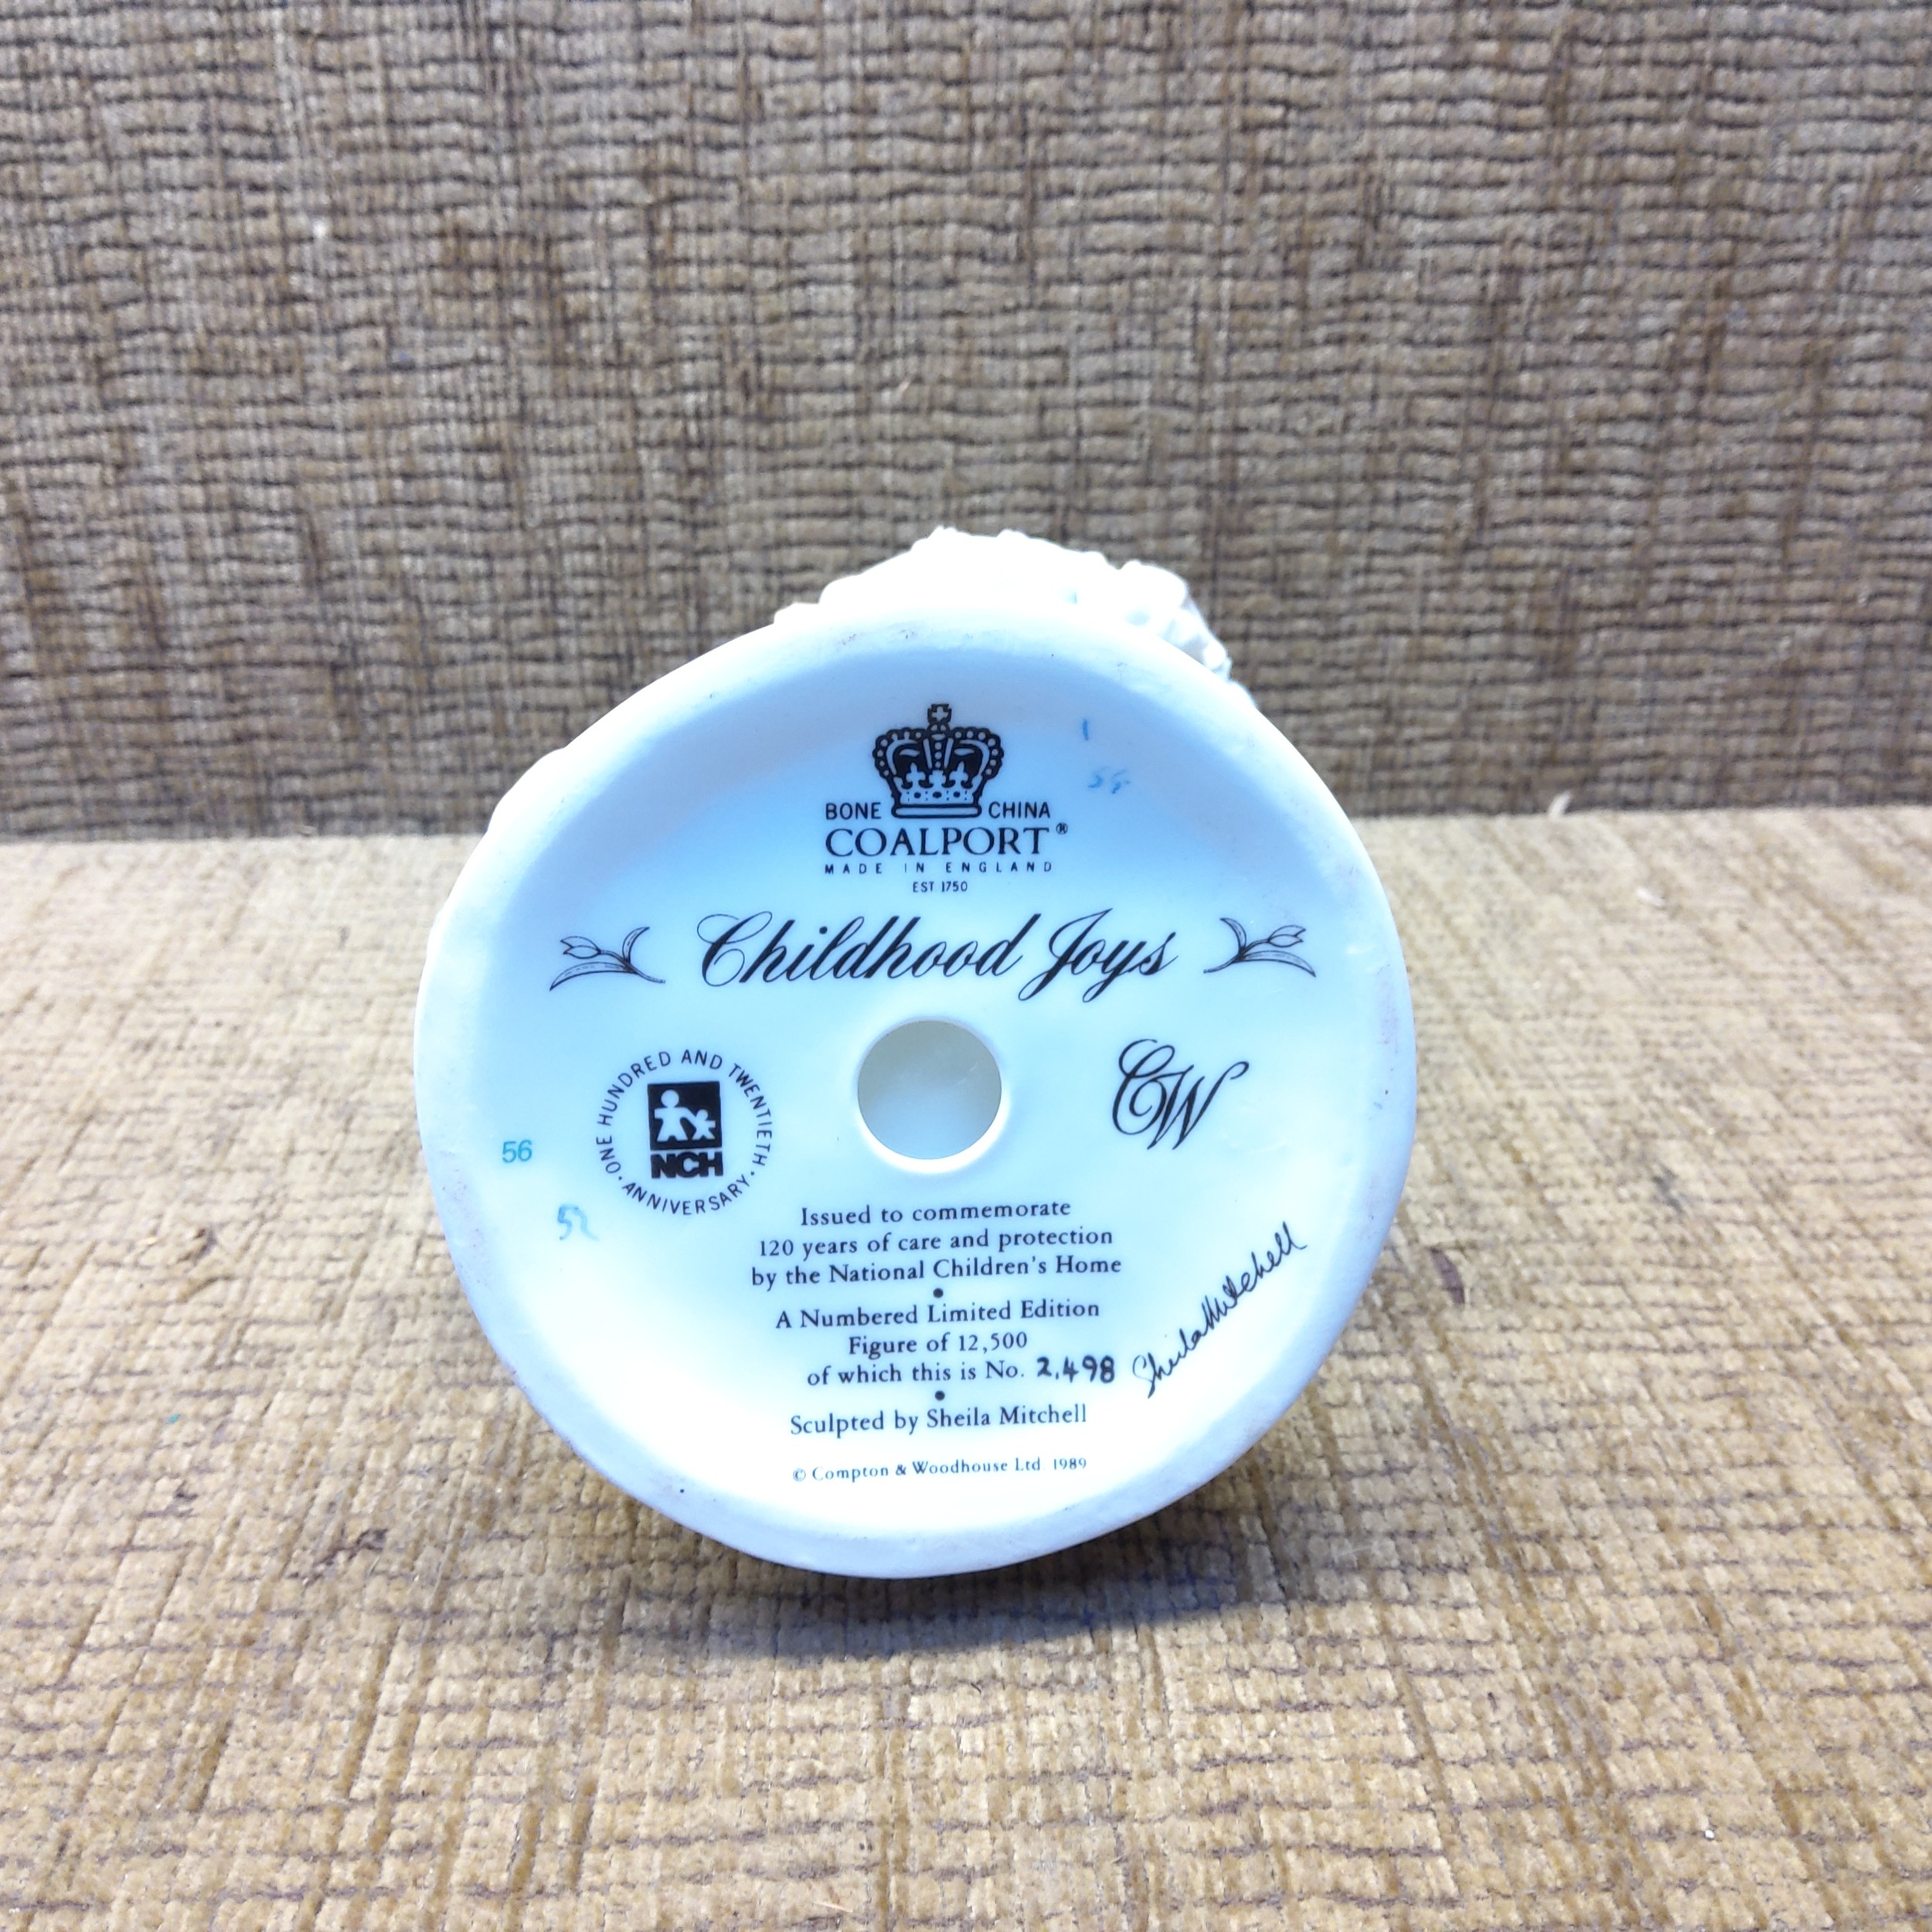 BONE CHINA
COALPORT®
MADE IN ENGLAND
EST 1750
Childhood Joys
ONE HUNDRED AND TWENTIETH · ANNIVERSARY ·
NCH
CW
56
52
Issued to commemorate
120 years of care and protection
by the National Children's Home
•
A Numbered Limited Edition
Figure of 12,500
of which this is No. 2,498
•
Sculpted by Sheila Mitchell
Sheila Mitchell
© Compton & Woodhouse Ltd. 1989